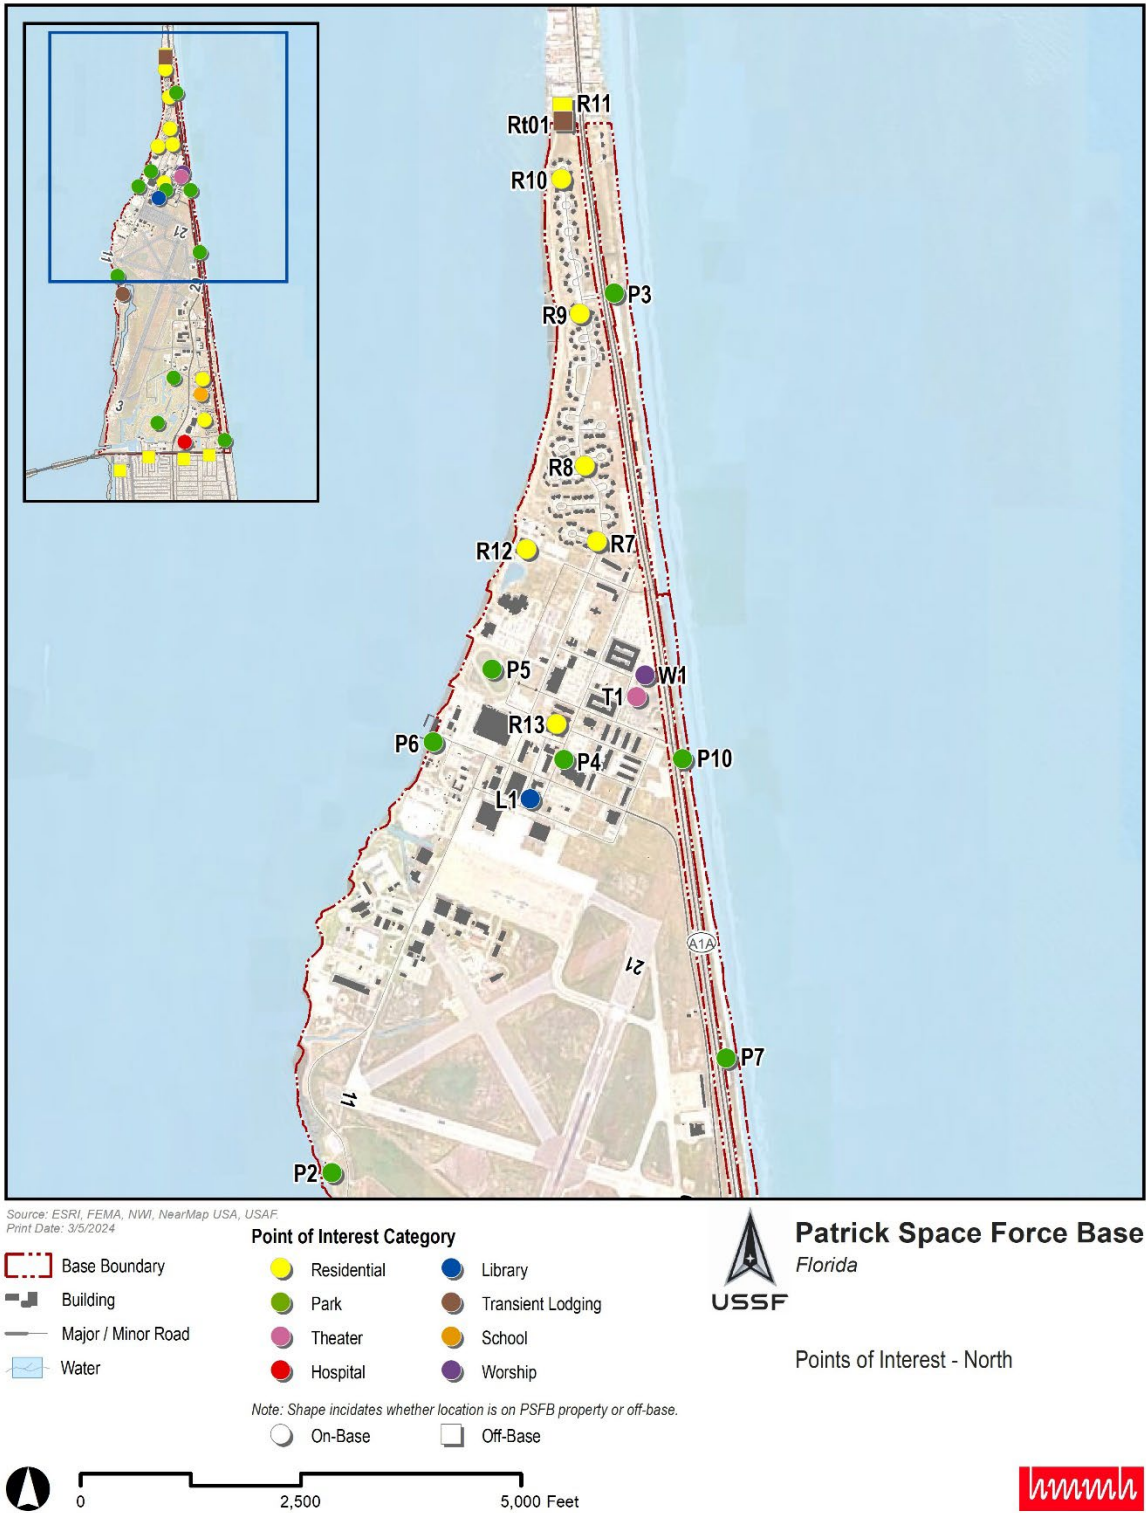 R11
Rt01
R10
P3
R9
R8
R7
R12
P5
W1
T1
R13
P6
P4
P10
L1
A1A
21
P7
11
P2
21
11
29
3
Source: ESRI, FEMA, NWI, NearMap USA, USAF.
Print Date: 3/5/2024
Base Boundary
Building
Major / Minor Road
Water
Point of Interest Category
Residential
Park
Theater
Hospital
Library
Transient Lodging
School
Worship
Note: Shape incidates whether location is on PSFB property or off-base.
On-Base
Off-Base
USSF
Patrick Space Force Base
Florida
Points of Interest - North
0
2,500
5,000 Feet
hmmh